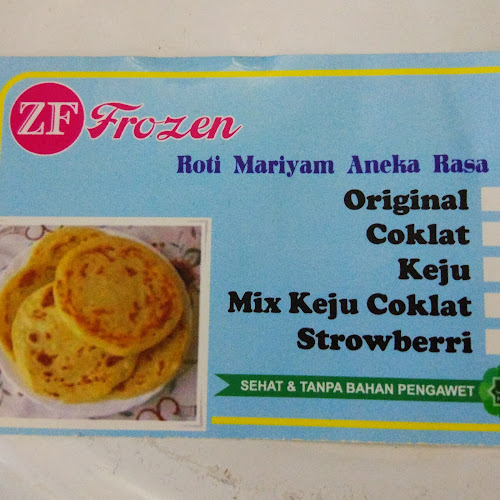 ZF Frozen
Roti Mariyam Aneka Rasa
Original
Coklat
Keju
Mix Keju Coklat
Strowberri
SEHAT & TANPA BAHAN PENGAWET